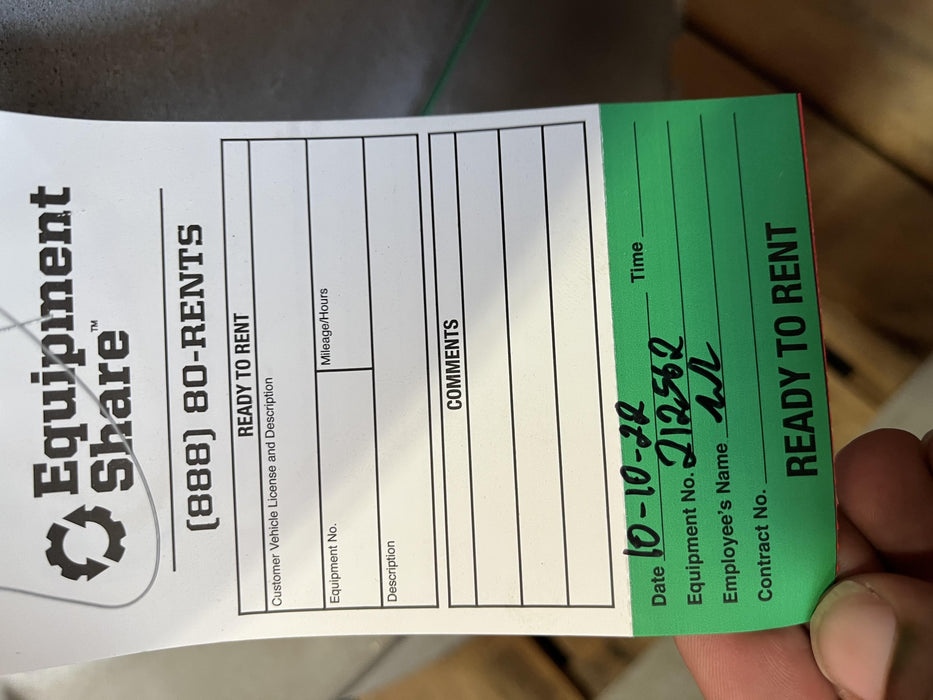 Equipment
Share™
(888) 80-RENTS
READY TO RENT
Customer Vehicle License and Description
Equipment No.
Mileage/Hours
Description
COMMENTS
Date 10-10-22 Time
Equipment No. 212562
Employee's Name
Contract No.
READY TO RENT